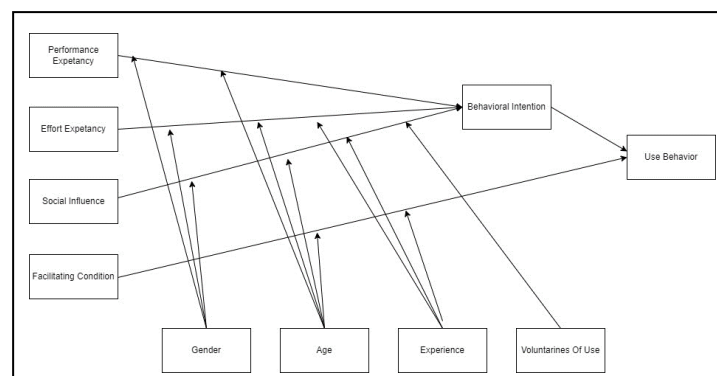 Performance
Expetancy
Behavioral Intention
Effort Expetancy
Use Behavior
Social Influence
Facilitating Condition
Gender
Age
Experience
Voluntarines Of Use